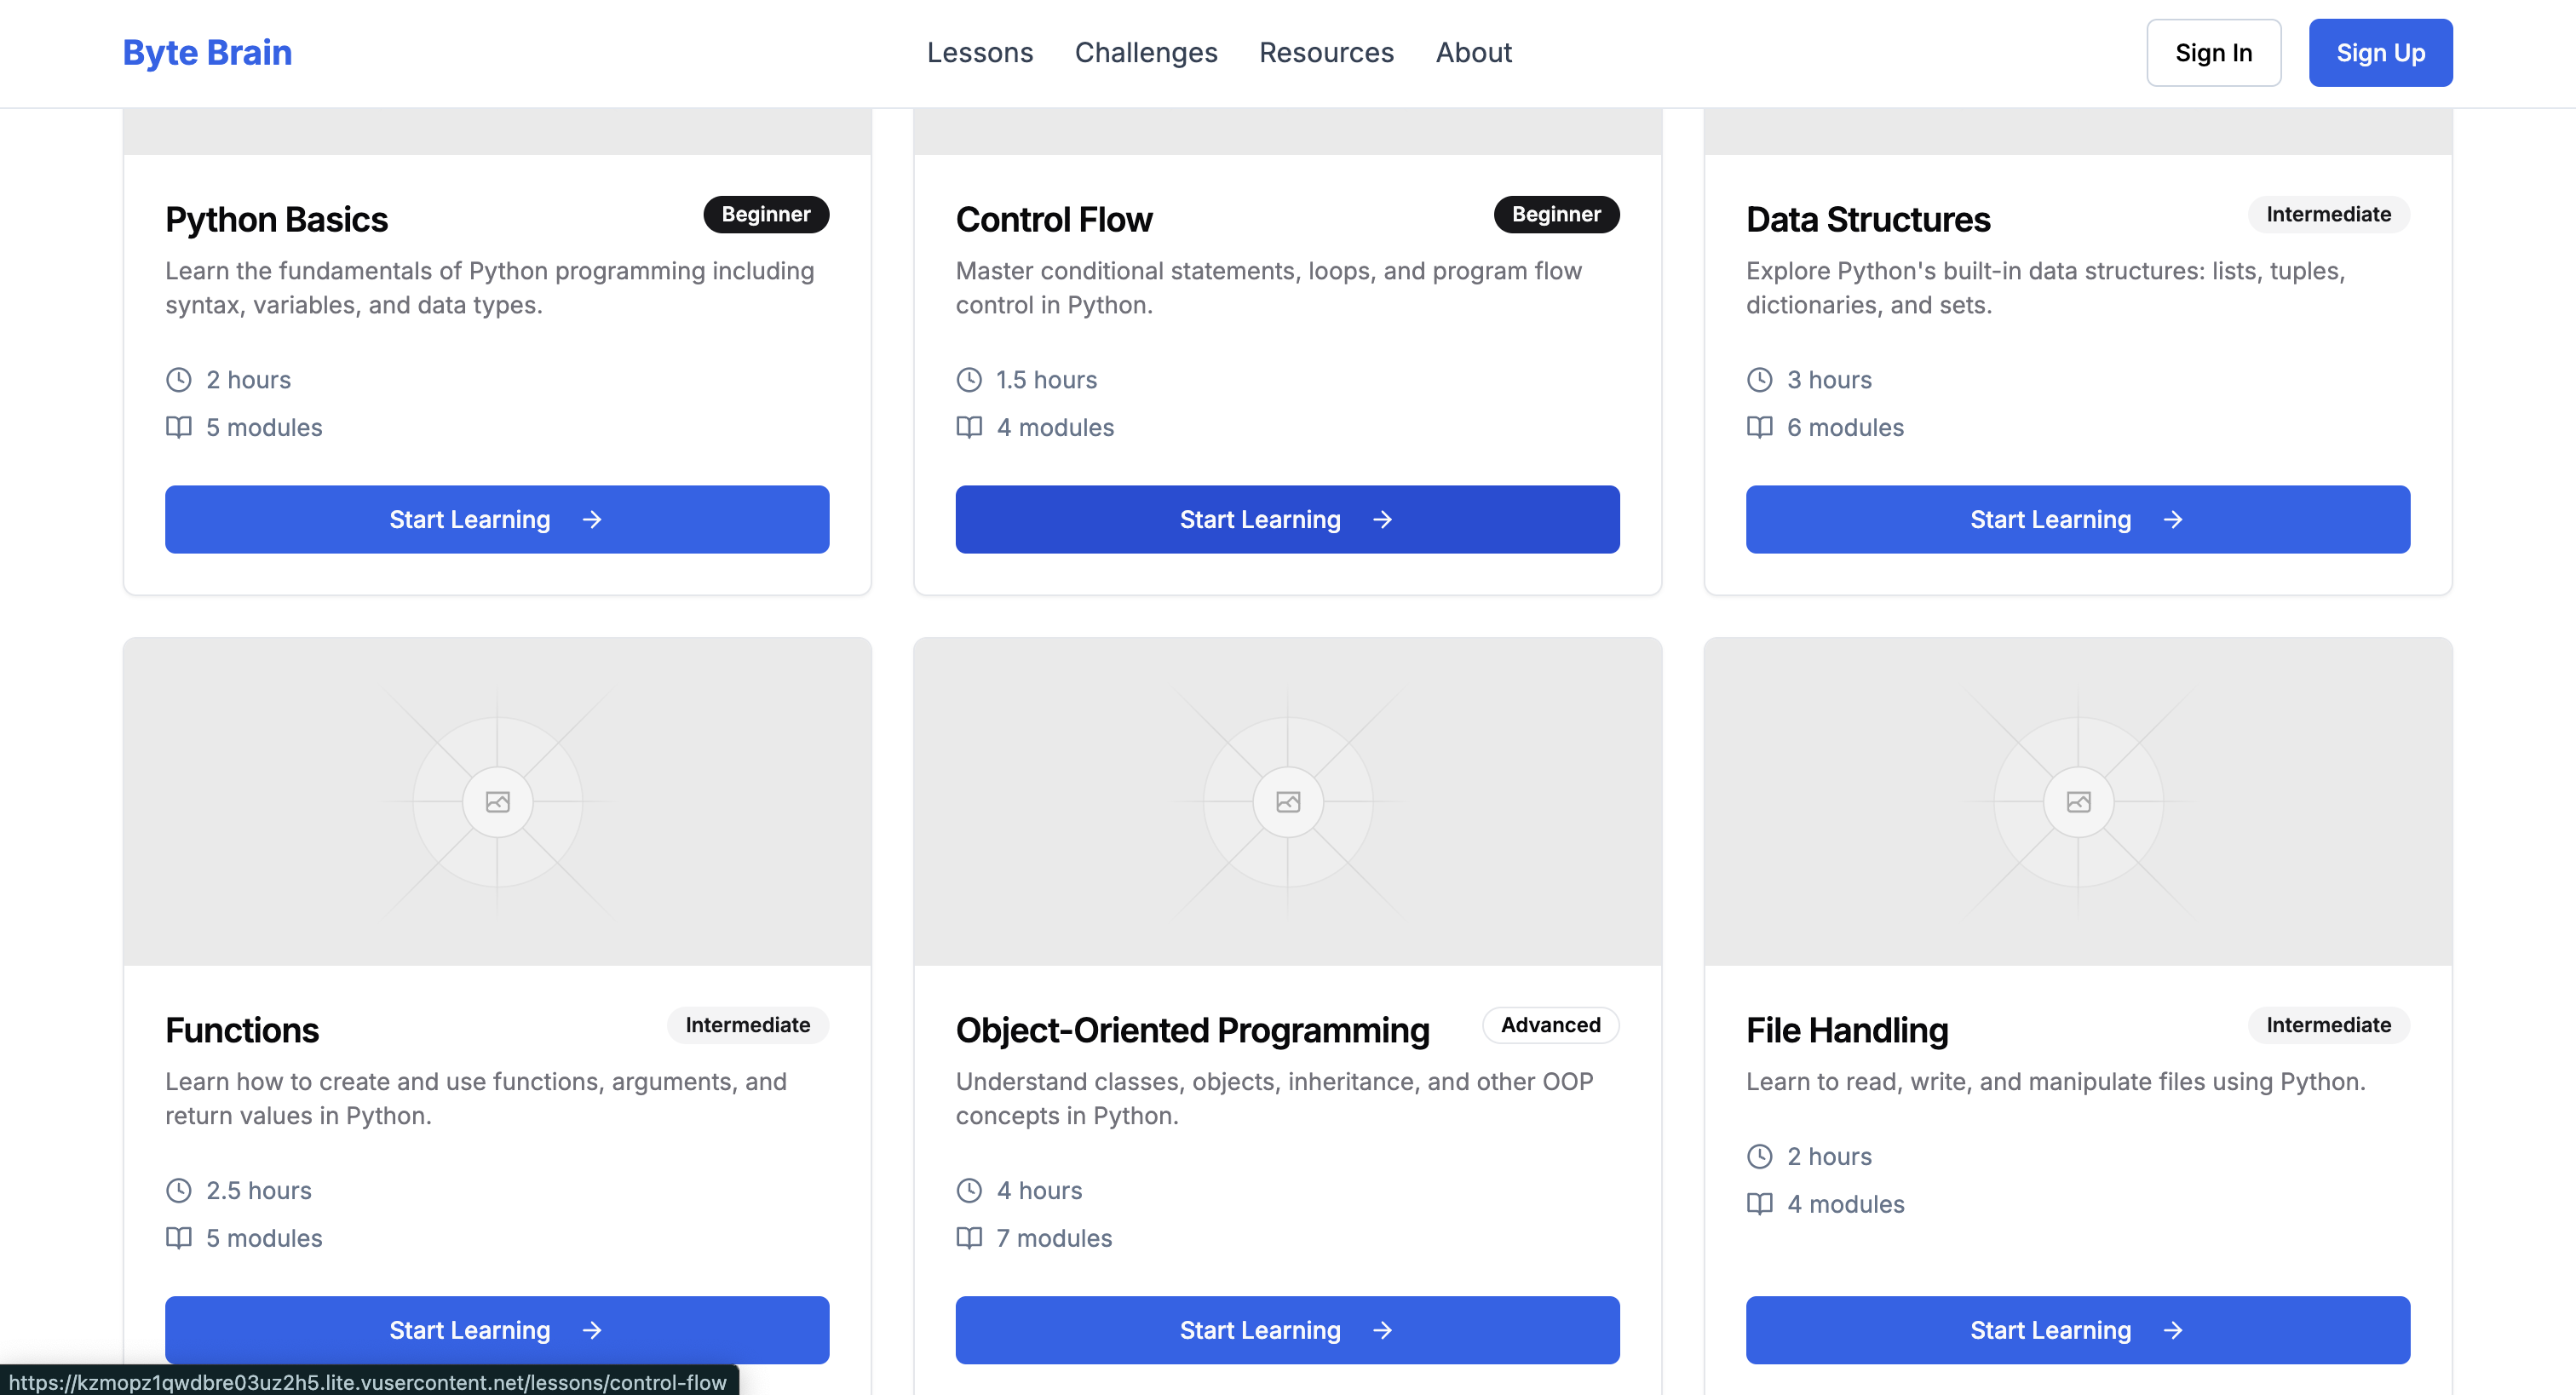 Byte Brain
Lessons
Challenges
Resources
About
Sign In
Sign Up
Python Basics
Beginner
Learn the fundamentals of Python programming including
syntax, variables, and data types.
2 hours
5 modules
Start Learning
Control Flow
Beginner
Master conditional statements, loops, and program flow
control in Python.
1.5 hours
4 modules
Start Learning
Data Structures
Intermediate
Explore Python's built-in data structures: lists, tuples,
dictionaries, and sets.
3 hours
6 modules
Start Learning
Functions
Intermediate
Learn how to create and use functions, arguments, and
return values in Python.
2.5 hours
5 modules
Start Learning
Object-Oriented Programming
Advanced
Understand classes, objects, inheritance, and other OOP
concepts in Python.
4 hours
7 modules
Start Learning
File Handling
Intermediate
Learn to read, write, and manipulate files using Python.
2 hours
4 modules
Start Learning
https://kzmopz1qwdbre03uz2h5.lite.vusercontent.net/lessons/control-flow